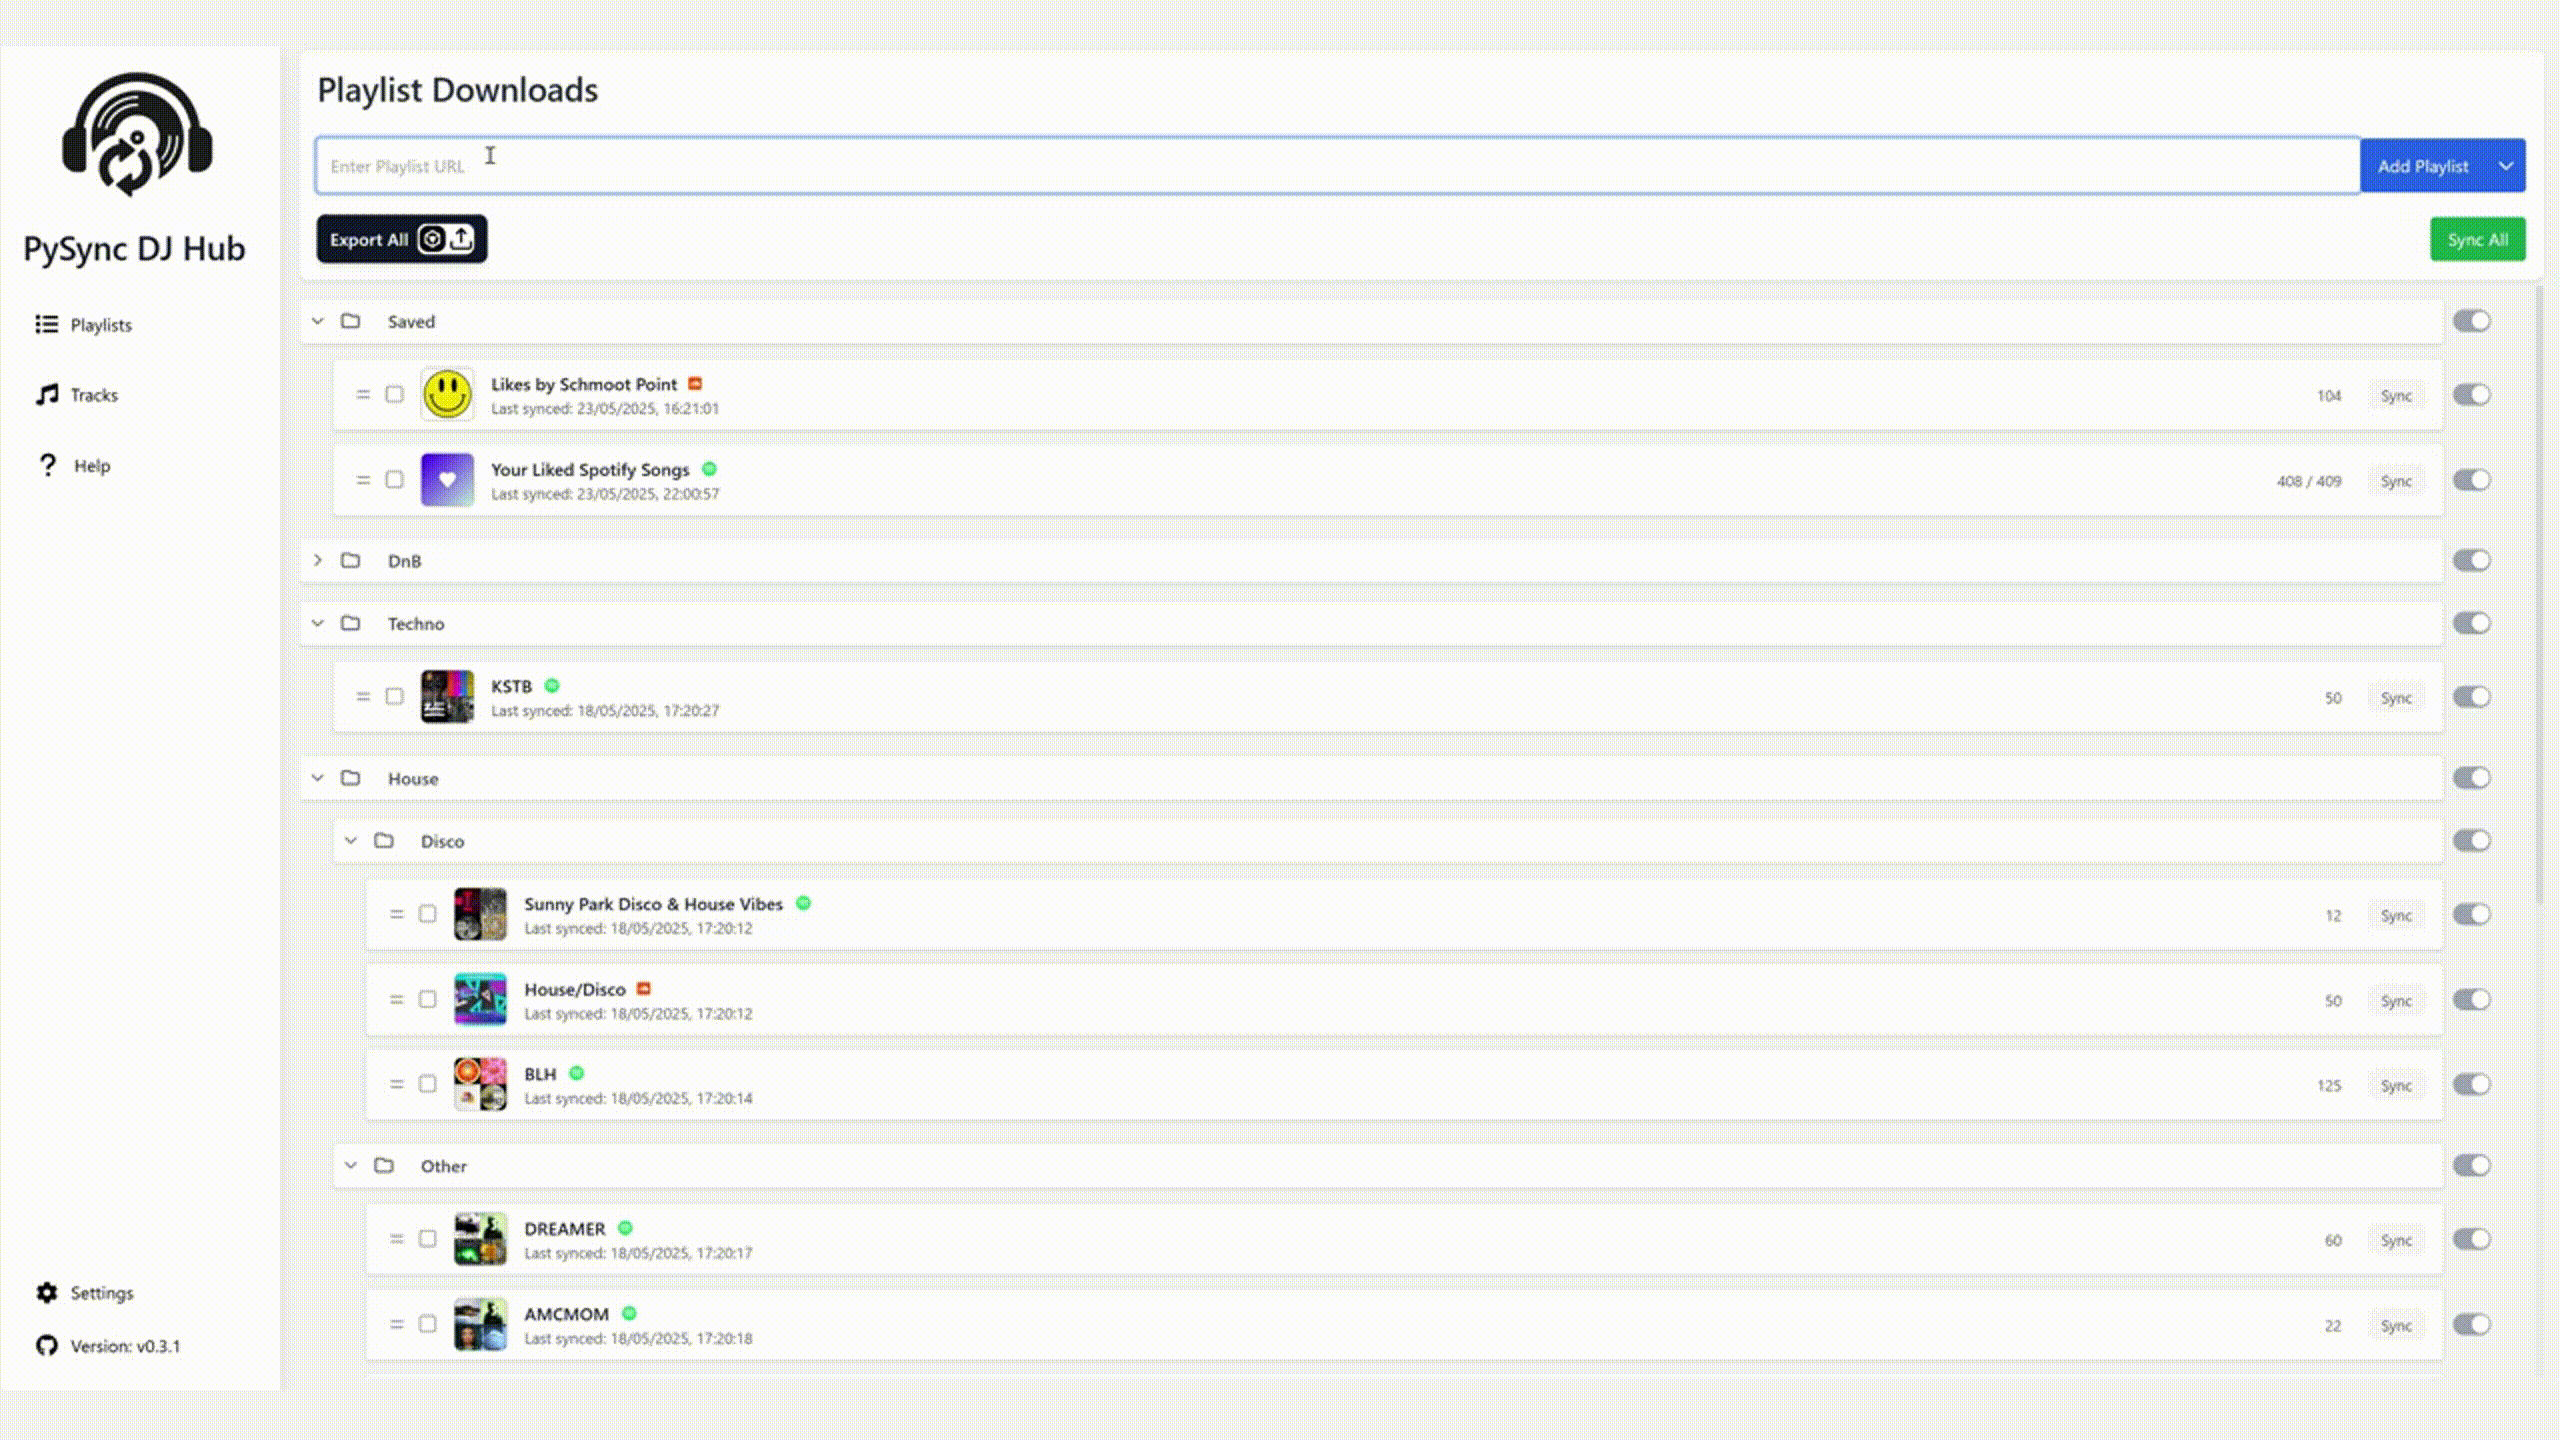 PySync DJ Hub
Playlists
Tracks
Help
Settings
Version: v0.3.1
Playlist Downloads
Enter Playlist URL
Add Playlist
Export All
Sync All
Saved
Likes by Schmoot Point
Last synced: 23/05/2025, 16:21:01
104 Sync
Your Liked Spotify Songs
Last synced: 23/05/2025, 22:00:57
408 / 409 Sync
DnB
Techno
KSTB
Last synced: 18/05/2025, 17:20:27
50 Sync
House
Disco
Sunny Park Disco & House Vibes
Last synced: 18/05/2025, 17:20:12
12 Sync
House/Disco
Last synced: 18/05/2025, 17:20:12
50 Sync
BLH
Last synced: 18/05/2025, 17:20:14
125 Sync
Other
DREAMER
Last synced: 18/05/2025, 17:20:17
60 Sync
AMCMOM
Last synced: 18/05/2025, 17:20:18
22 Sync